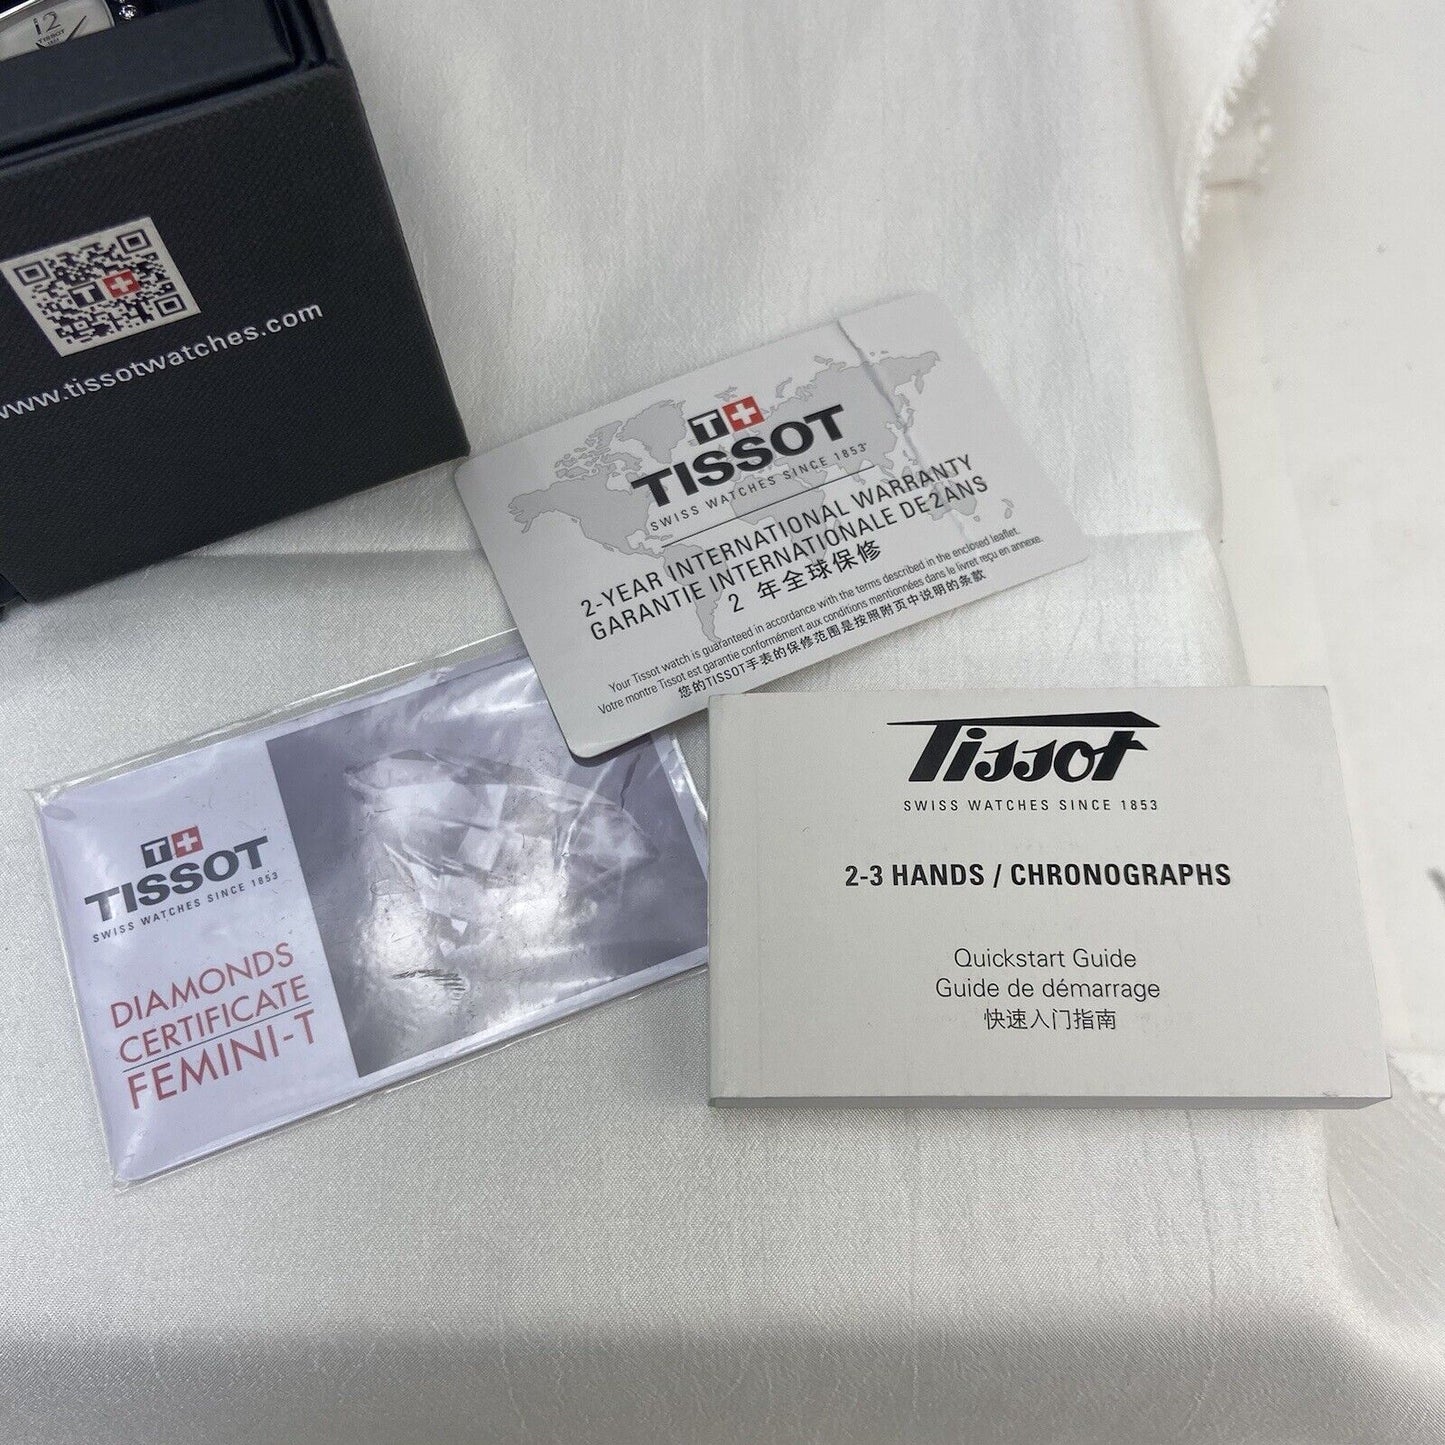 12
TISSOT
1853
T+
www.tissotwatches.com
T+
TISSOT
SWISS WATCHES SINCE 1853
2-YEAR INTERNATIONAL WARRANTY
GARANTIE INTERNATIONALE DE 2 ANS
2 年全球保修
Your Tissot watch is guaranteed in accordance with the terms described in the enclosed leaflet.
Votre montre Tissot est garantie conformément aux conditions mentionnées dans le livret reçu en annexe.
您的TISSOT手表的保修范围是按照附页中说明的条款
T+
TISSOT
SWISS WATCHES SINCE 1853
DIAMONDS
CERTIFICATE
FEMINI-T
Tissot
SWISS WATCHES SINCE 1853
2-3 HANDS / CHRONOGRAPHS
Quickstart Guide
Guide de démarrage
快速入门指南